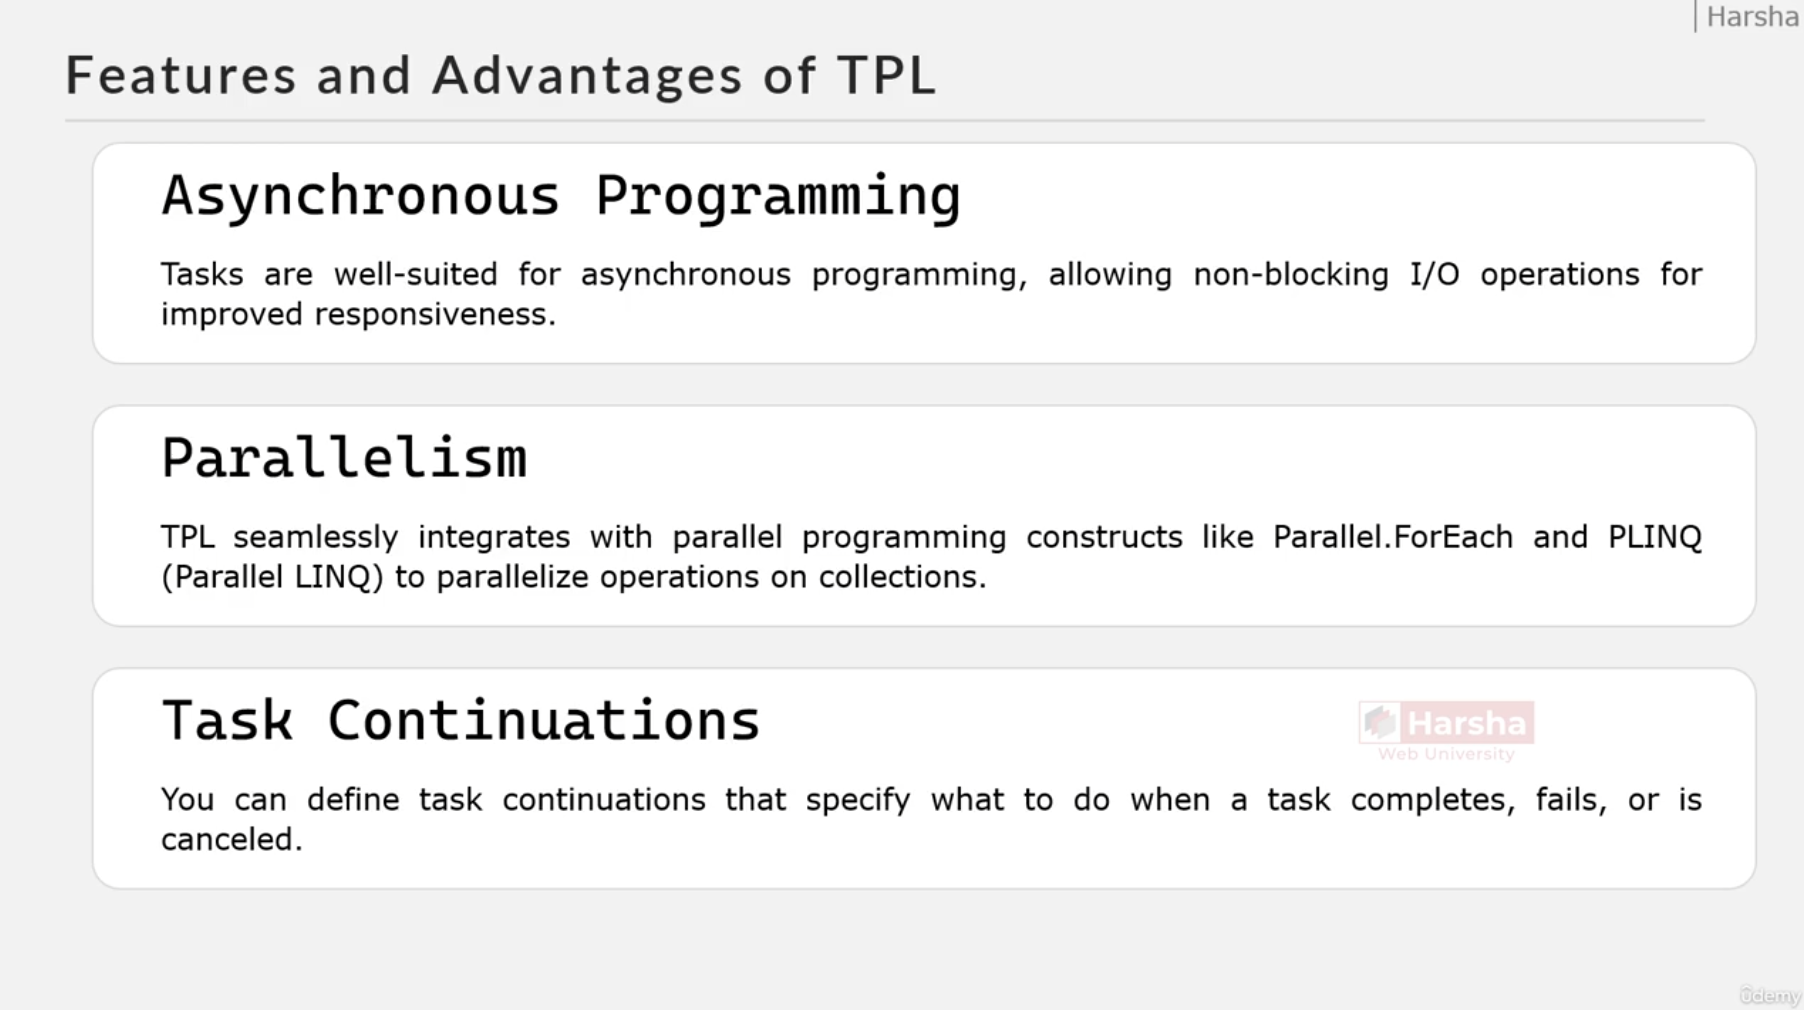 Harsha
Features and Advantages of TPL
Asynchronous Programming
Tasks are well-suited for asynchronous programming, allowing non-blocking I/O operations for
improved responsiveness.
Parallelism
TPL seamlessly integrates with parallel programming constructs like Parallel.ForEach and PLINQ
(Parallel LINQ) to parallelize operations on collections.
Task Continuations
Harsha
Web University
You can define task continuations that specify what to do when a task completes, fails, or is
canceled.
ûdemy